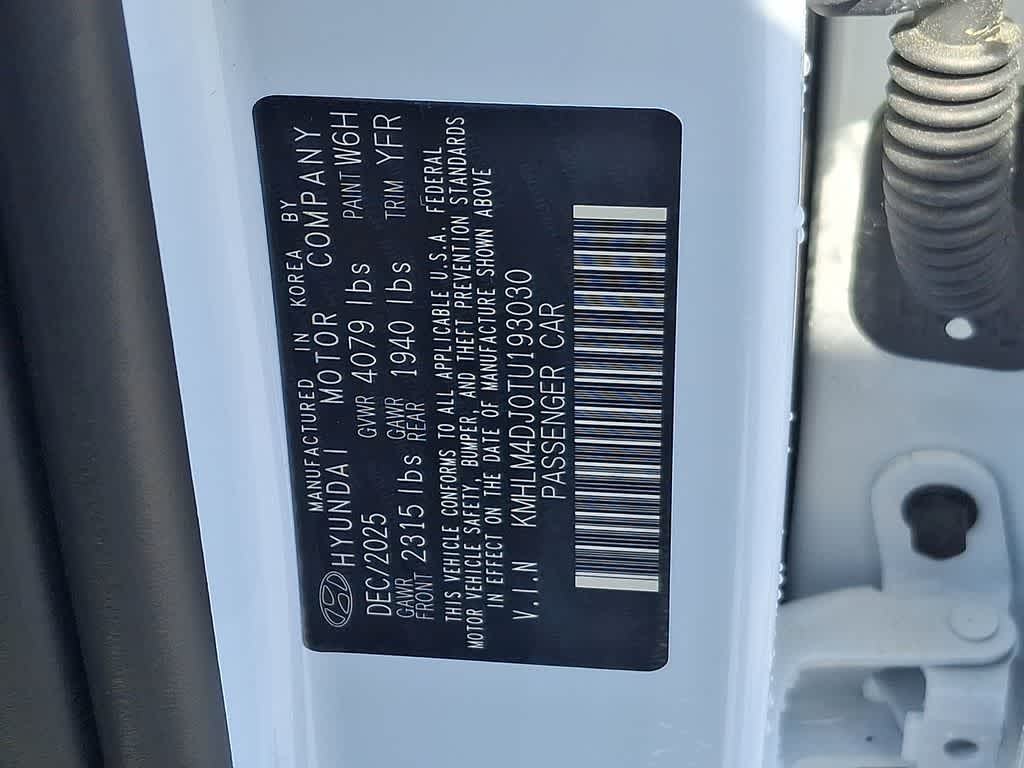 MANUFACTURED IN KOREA BY
HYUNDAI MOTOR COMPANY
DEC/2025 GVWR 4079 lbs PAINT W6H
GAWR FRONT 2315 lbs GAWR REAR 1940 lbs TRIM YFR
THIS VEHICLE CONFORMS TO ALL APPLICABLE U.S.A. FEDERAL
MOTOR VEHICLE SAFETY, BUMPER, AND THEFT PREVENTION STANDARDS
IN EFFECT ON THE DATE OF MANUFACTURE SHOWN ABOVE
V.I.N KMHLM4DJ0TU193030
PASSENGER CAR